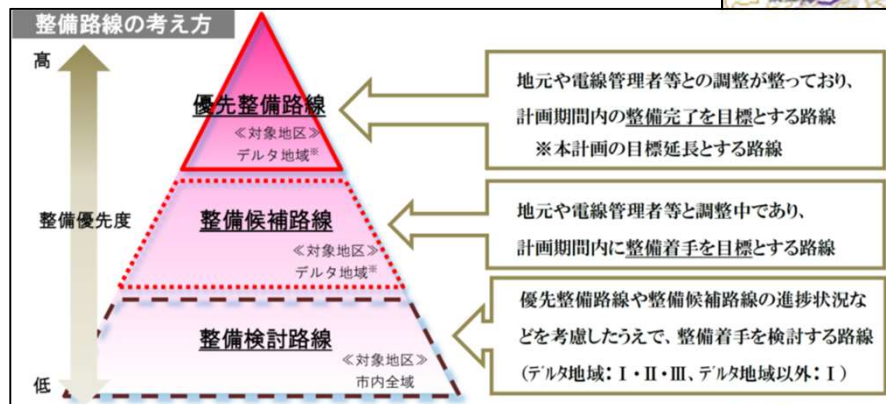 整備路線の考え方
高
整備優先度
低
優先整備路線
≪対象地区≫
デルタ地域※
整備候補路線
≪対象地区≫
デルタ地域※
整備検討路線
≪対象地区≫
市内全域
地元や電線管理者等との調整が整っており、
計画期間内の整備完了を目標とする路線
※本計画の目標延長とする路線
地元や電線管理者等と調整中であり、
計画期間内に整備着手を目標とする路線
優先整備路線や整備候補路線の進捗状況な
どを考慮したうえで、整備着手を検討する路線
(ﾃﾞﾙﾀ地域：Ⅰ・Ⅱ・Ⅲ、ﾃﾞﾙﾀ地域以外：Ⅰ)